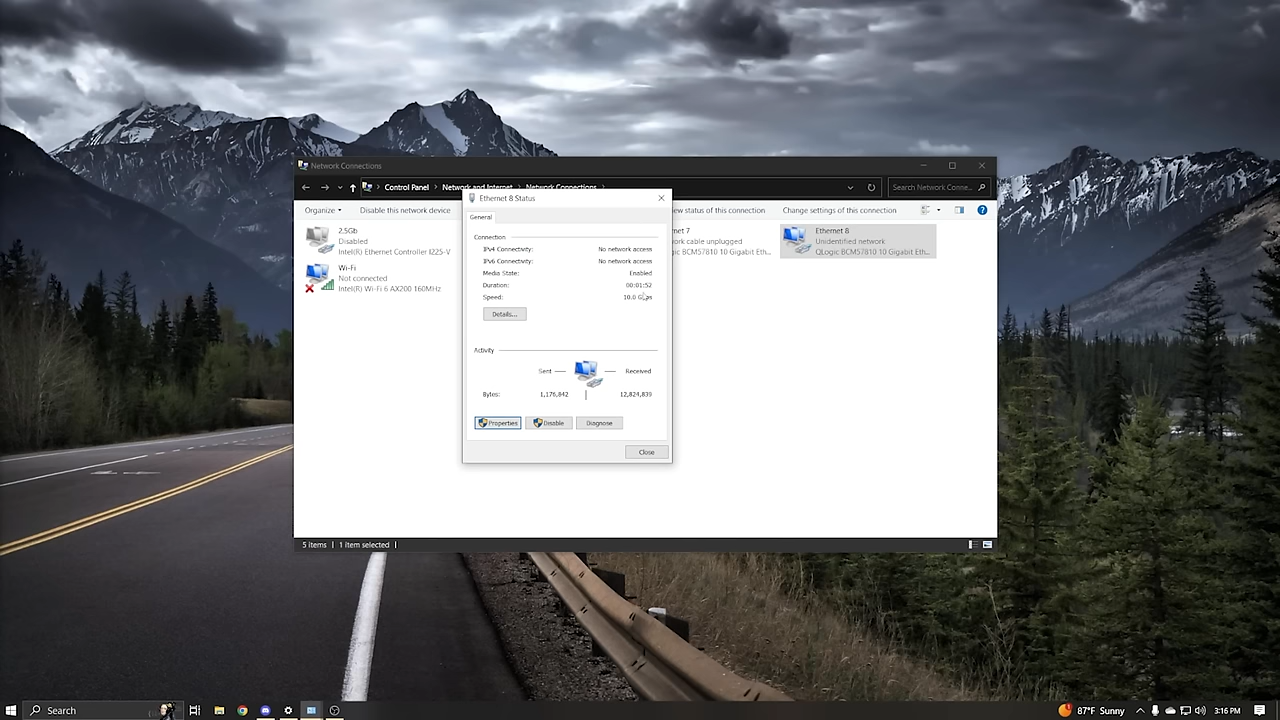 Network Connections
Control Panel > Network and Internet > Network Connections >
Search Network Conne...
Organize
Disable this network device
ew status of this connection
Change settings of this connection
2.5Gb
Disabled
Intel(R) Ethernet Controller I225-V
Wi-Fi
Not connected
Intel(R) Wi-Fi 6 AX200 160MHz
Ethernet 8 Status
General
Connection
IPv4 Connectivity: No network access
IPv6 Connectivity: No network access
Media State: Enabled
Duration: 00:01:52
Speed: 10.0 Gbps
Details...
Activity
Sent
Received
Bytes: 1,176,842 12,824,839
Properties
Disable
Diagnose
Close
net 7
rk cable unplugged
gic BCM57810 10 Gigabit Eth...
Ethernet 8
Unidentified network
QLogic BCM57810 10 Gigabit Eth...
5 items
1 item selected
Search
87°F Sunny
3:16 PM